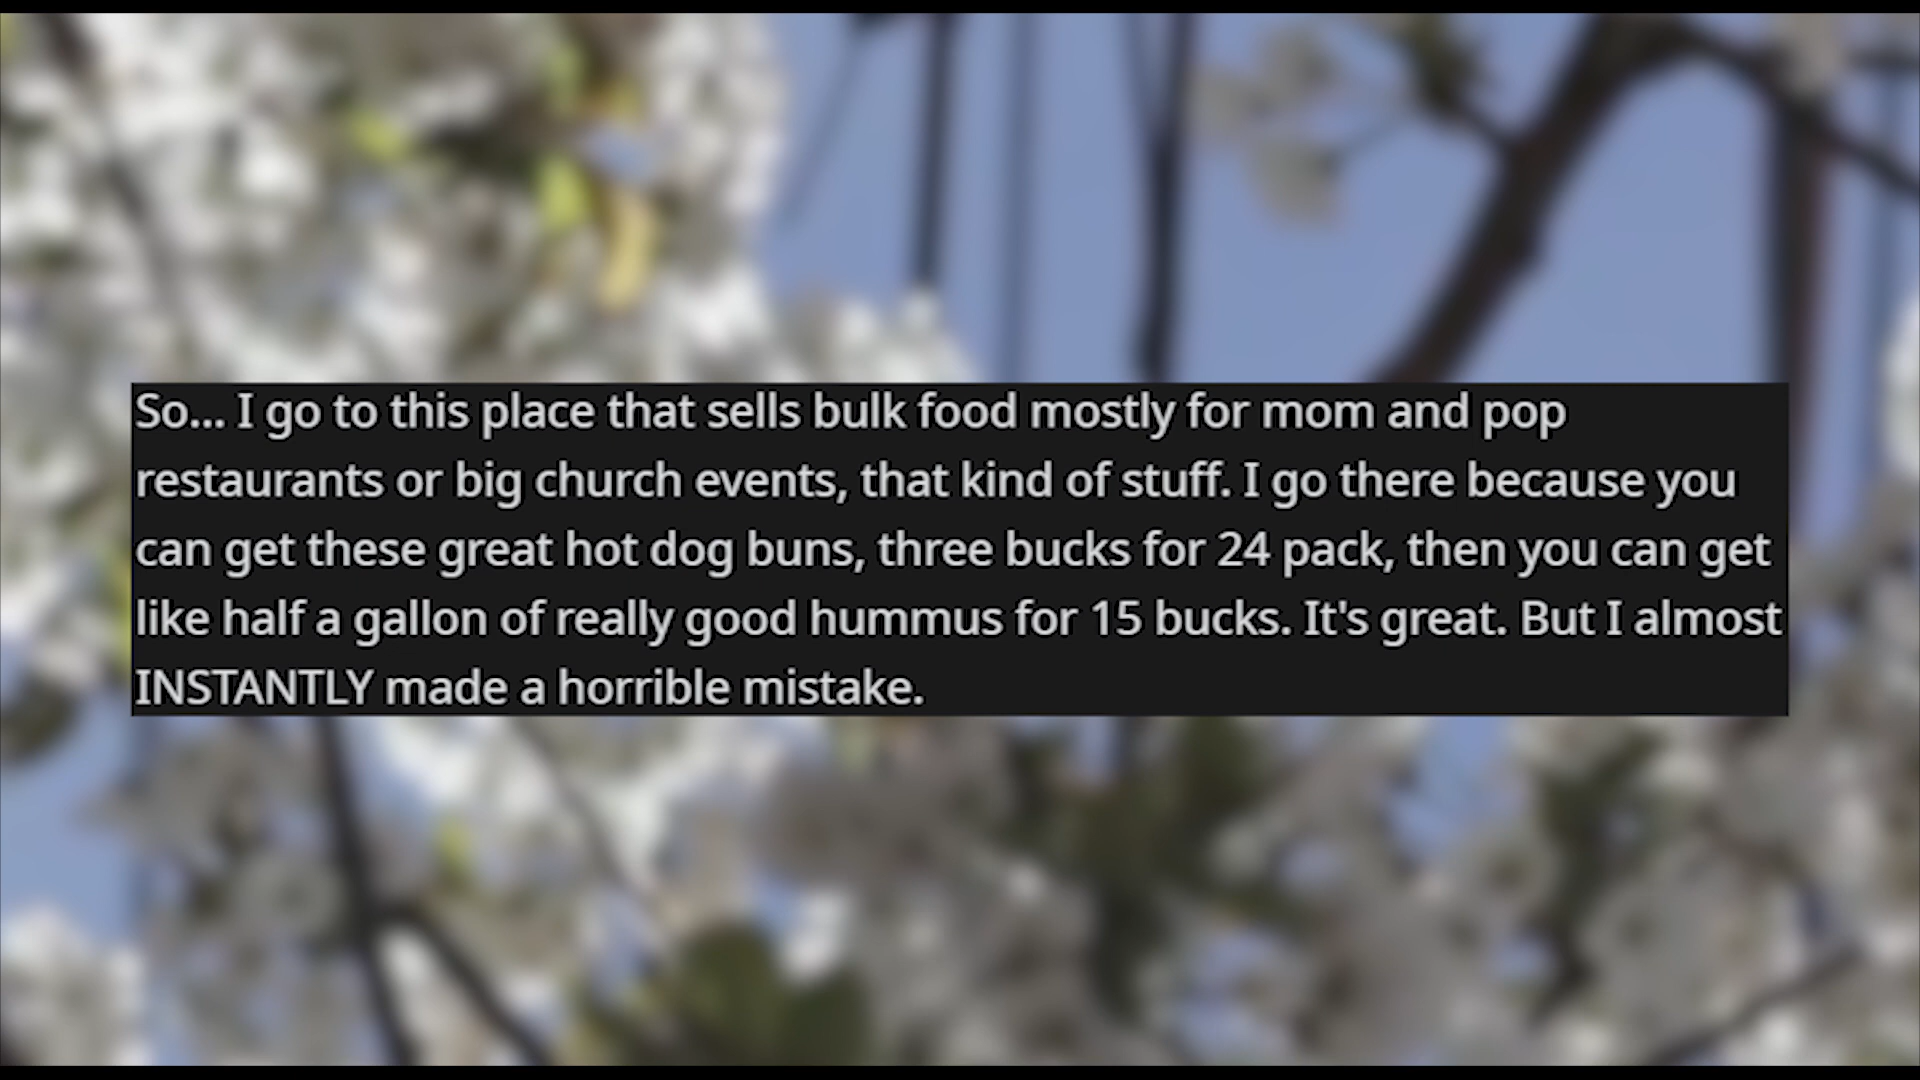 So... I go to this place that sells bulk food mostly for mom and pop
restaurants or big church events, that kind of stuff. I go there because you
can get these great hot dog buns, three bucks for 24 pack, then you can get
like half a gallon of really good hummus for 15 bucks. It's great. But I almost
INSTANTLY made a horrible mistake.